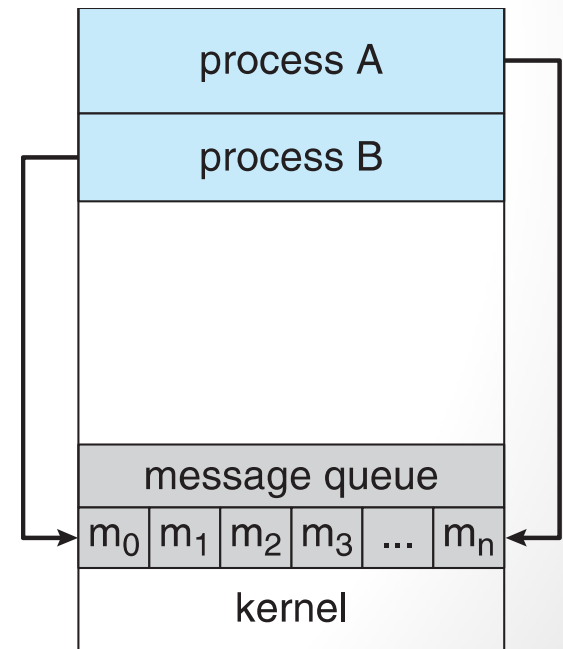 process A
process B
message queue
m₀ m₁ m₂ m₃ ... mₙ
kernel